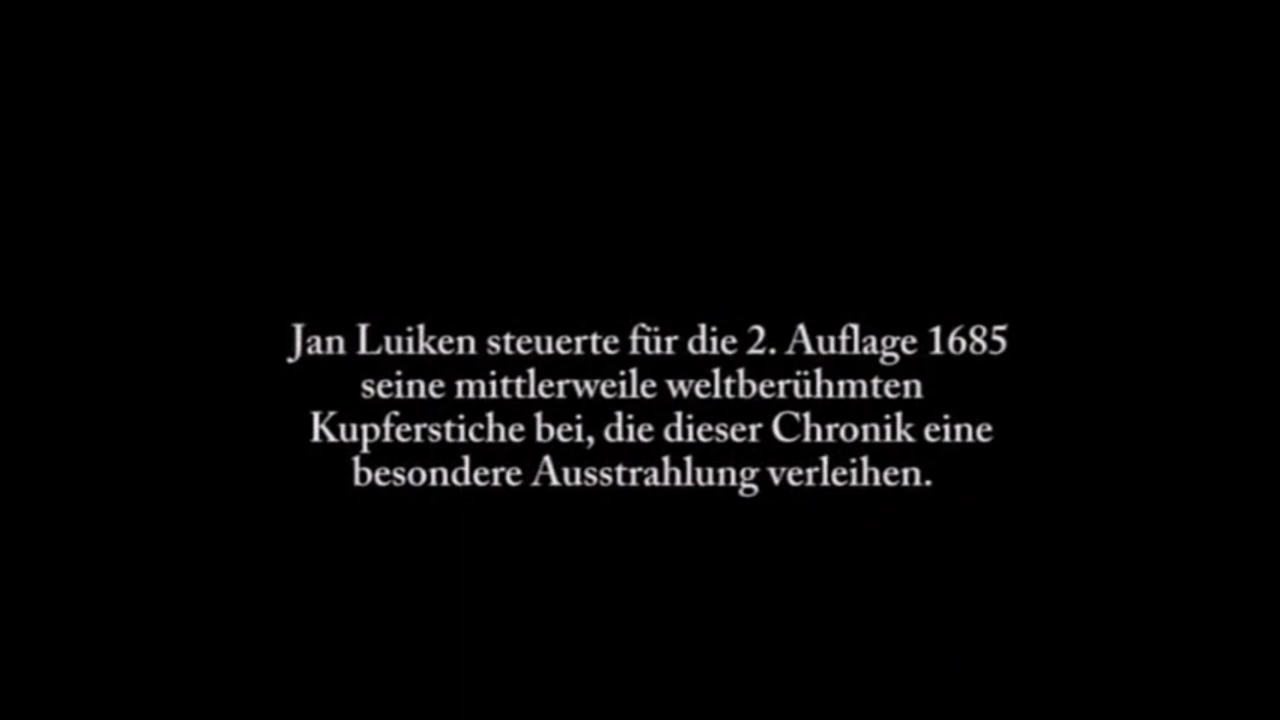 Jan Luiken steuerte für die 2. Auflage 1685
seine mittlerweile weltberühmten
Kupferstiche bei, die dieser Chronik eine
besondere Ausstrahlung verleihen.